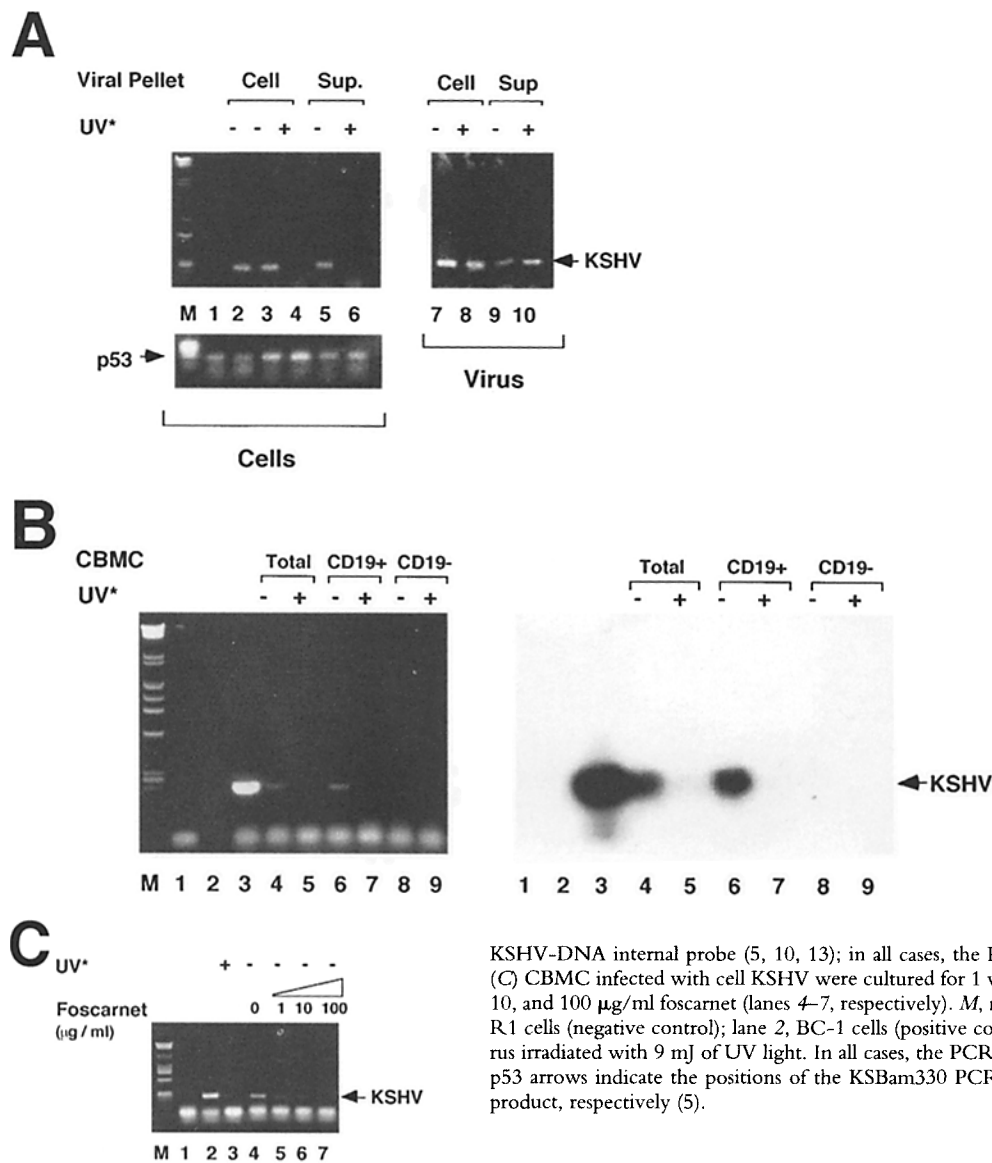 A
Viral Pellet Cell Sup. Cell Sup
UV* - - + - + - + - +
KSHV
M 1 2 3 4 5 6 7 8 9 10
p53
Virus
Cells
B
CBMC Total CD19+ CD19- Total CD19+ CD19-
UV* - + - + - + - + - + - +
KSHV
M 1 2 3 4 5 6 7 8 9 1 2 3 4 5 6 7 8 9
C
UV* + - - - -
Foscarnet 0 1 10 100
(µg / ml)
KSHV
M 1 2 3 4 5 6 7
KSHV-DNA internal probe (5, 10, 13); in all cases, the
(C) CBMC infected with cell KSHV were cultured for 1
10, and 100 µg/ml foscarnet (lanes 4–7, respectively). M,
R1 cells (negative control); lane 2, BC-1 cells (positive
rus irradiated with 9 mJ of UV light. In all cases, the PCR
p53 arrows indicate the positions of the KSBam330 PCR
product, respectively (5).